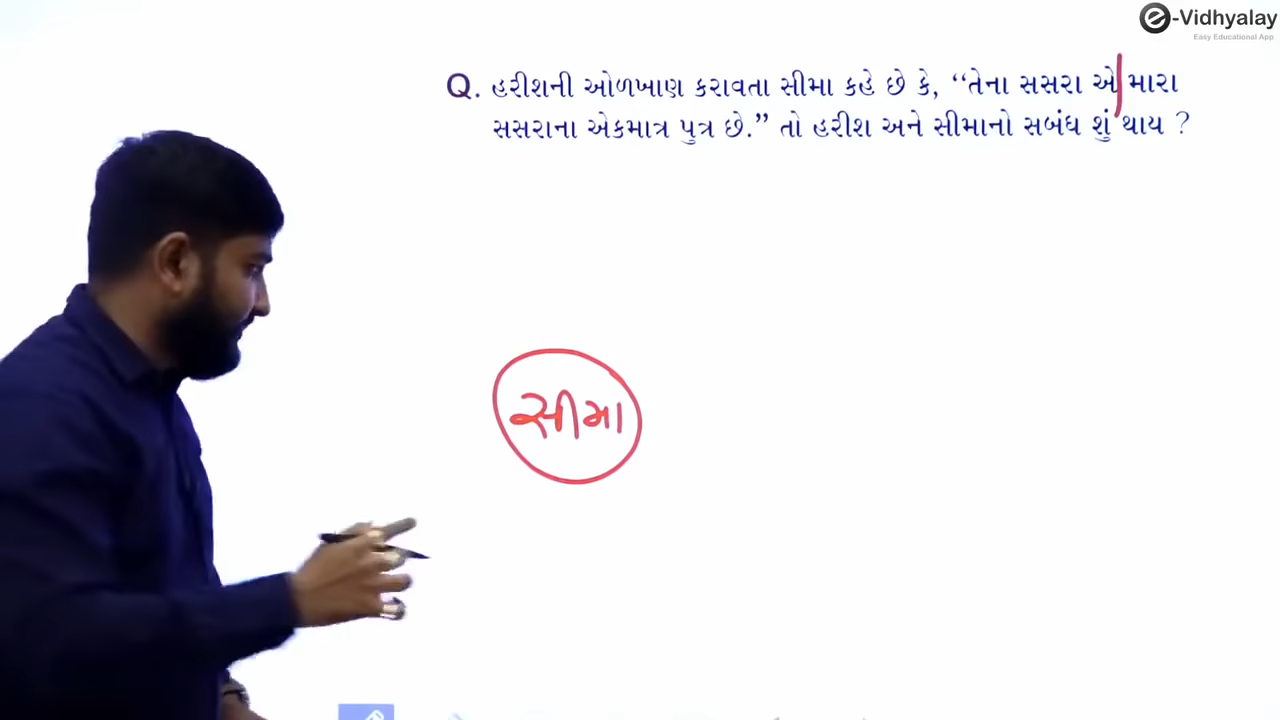 e-Vidhyalay
Easy Educational App
Q. હરીશની ઓળખાણ કરાવતા સીમા કહે છે કે, “તેના સસરા એ મારા
સસરાના એકમાત્ર પુત્ર છે.” તો હરીશ અને સીમાનો સબંધ શું થાય ?
સીમા